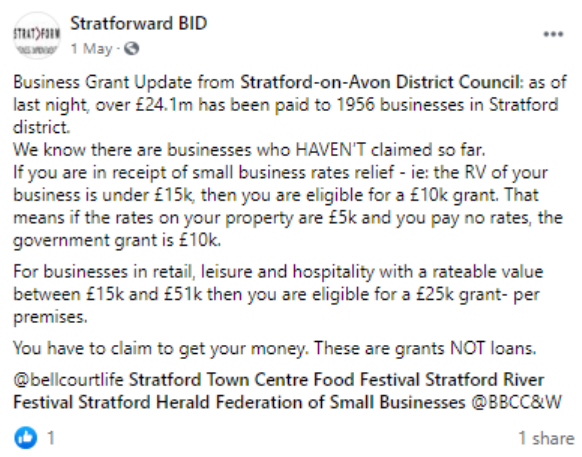 Stratforward BID
STRAT)FORW
1 May
Business Grant Update from Stratford-on-Avon District Council: as of
last night, over £24.1m has been paid to 1956 businesses in Stratford
district.
We know there are businesses who HAVEN'T claimed so far.
If you are in receipt of small business rates relief - ie: the RV of your
business is under £15k, then you are eligible for a £10k grant. That
means if the rates on your property are £5k and you pay no rates, the
government grant is £10k.
For businesses in retail, leisure and hospitality with a rateable value
between £15k and £51k then you are eligible for a £25k grant- per
premises.
You have to claim to get your money. These are grants NOT loans.
@bellcourtlife Stratford Town Centre Food Festival Stratford River
Festival Stratford Herald Federation of Small Businesses @BBCC&W
1
1 share